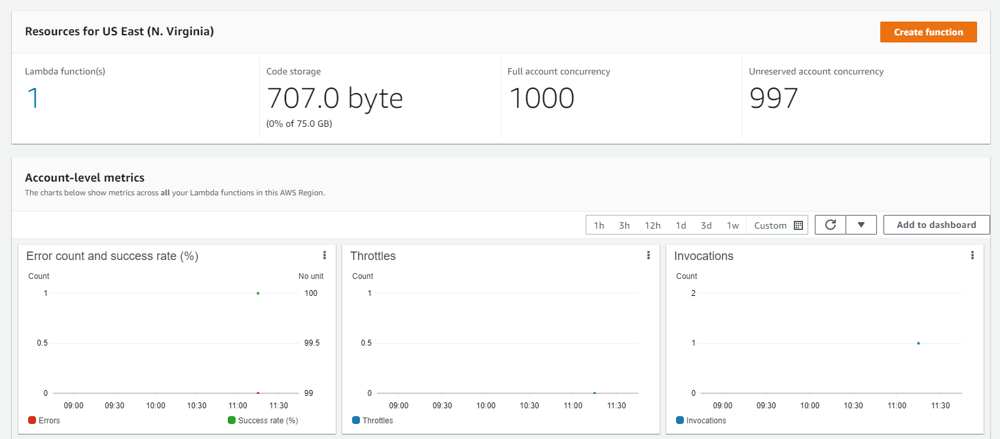 Resources for US East (N. Virginia)
Create function
Lambda function(s)
1
Code storage
707.0 byte
(0% of 75.0 GB)
Full account concurrency
1000
Unreserved account concurrency
997
Account-level metrics
The charts below show metrics across all your Lambda functions in this AWS Region.
1h 3h 12h 1d 3d 1w Custom Add to dashboard
Error count and success rate (%)
Count No unit
1 100
0.5 99.5
0 99
09:00 09:30 10:00 10:30 11:00 11:30
Errors Success rate (%)
Throttles
Count
1
0.5
0
09:00 09:30 10:00 10:30 11:00 11:30
Throttles
Invocations
Count
2
1
0
09:00 09:30 10:00 10:30 11:00 11:30
Invocations